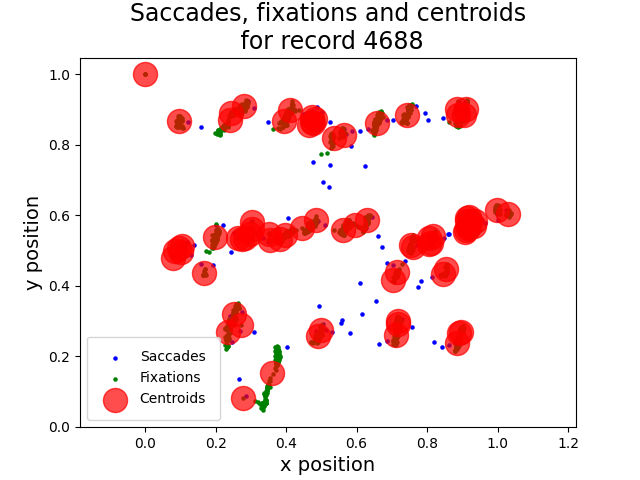 Saccades, fixations and centroids
for record 4688
y position
1.0
0.8
0.6
0.4
0.2
0.0
Saccades
Fixations
Centroids
0.0 0.2 0.4 0.6 0.8 1.0 1.2
x position